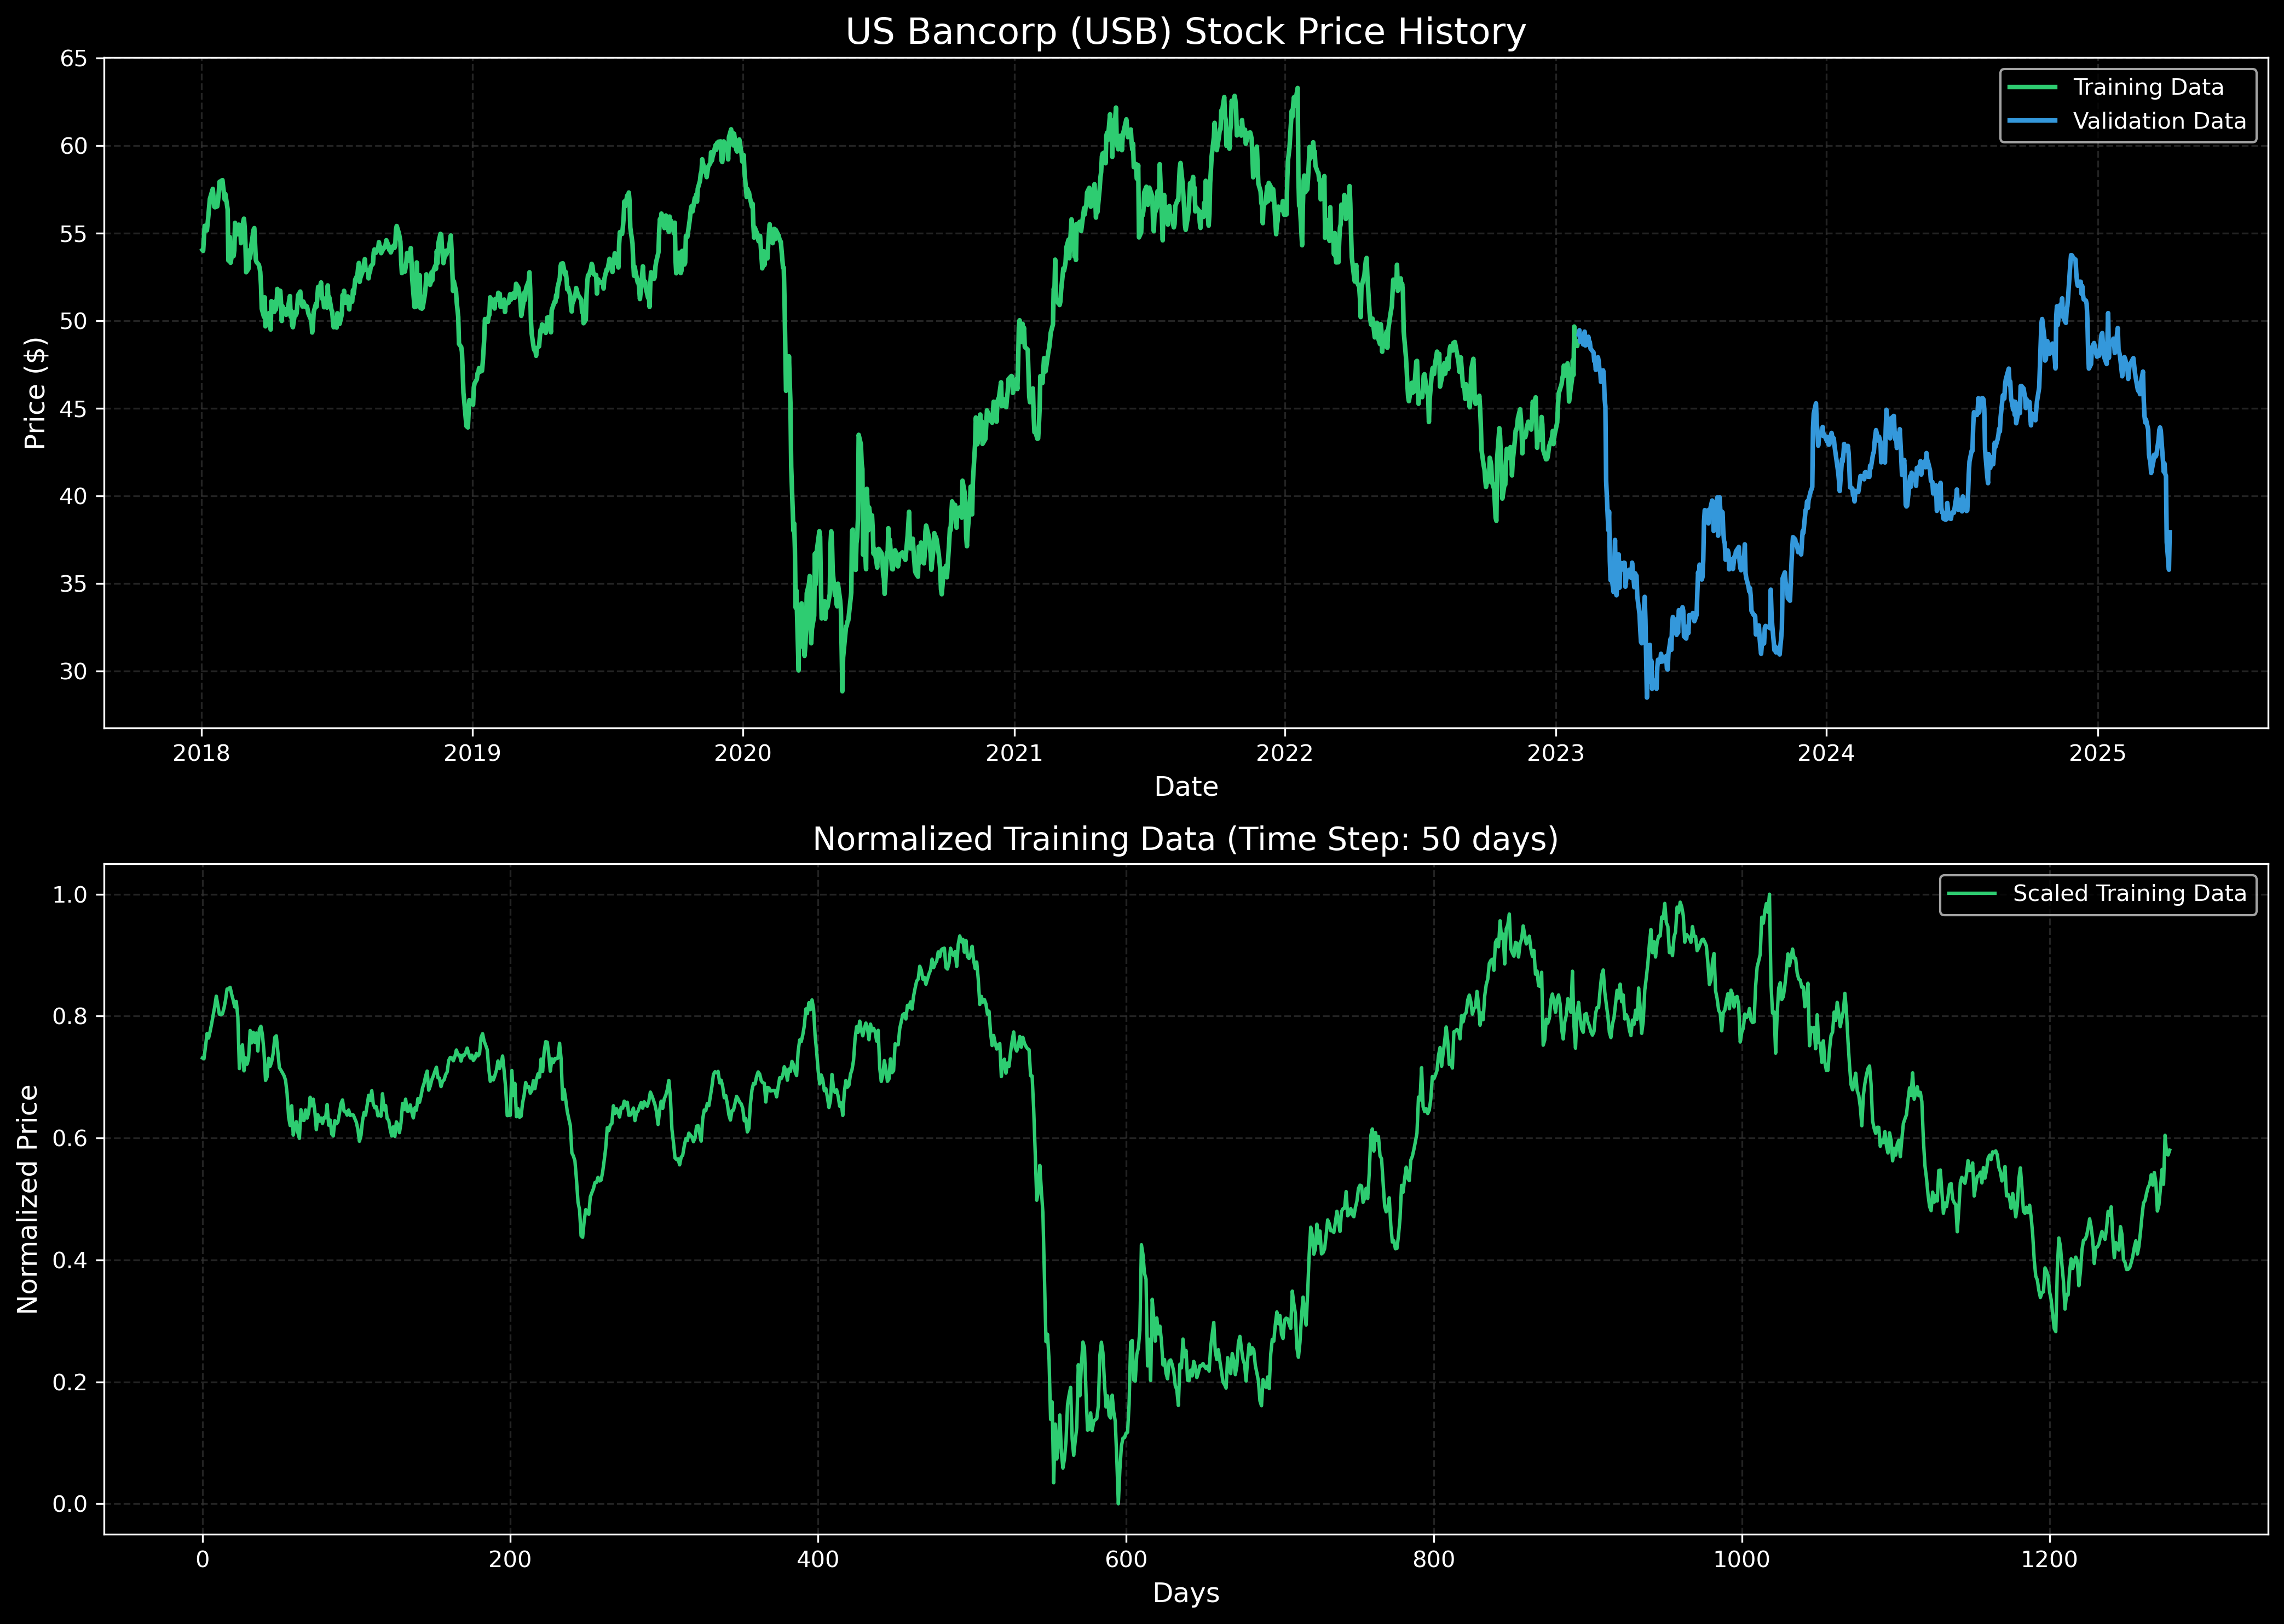 US Bancorp (USB) Stock Price History
Price ($)
65
60
55
50
45
40
35
30
Training Data
Validation Data
2018 2019 2020 2021 2022 2023 2024 2025
Date
Normalized Training Data (Time Step: 50 days)
Normalized Price
1.0
0.8
0.6
0.4
0.2
0.0
Scaled Training Data
0 200 400 600 800 1000 1200
Days